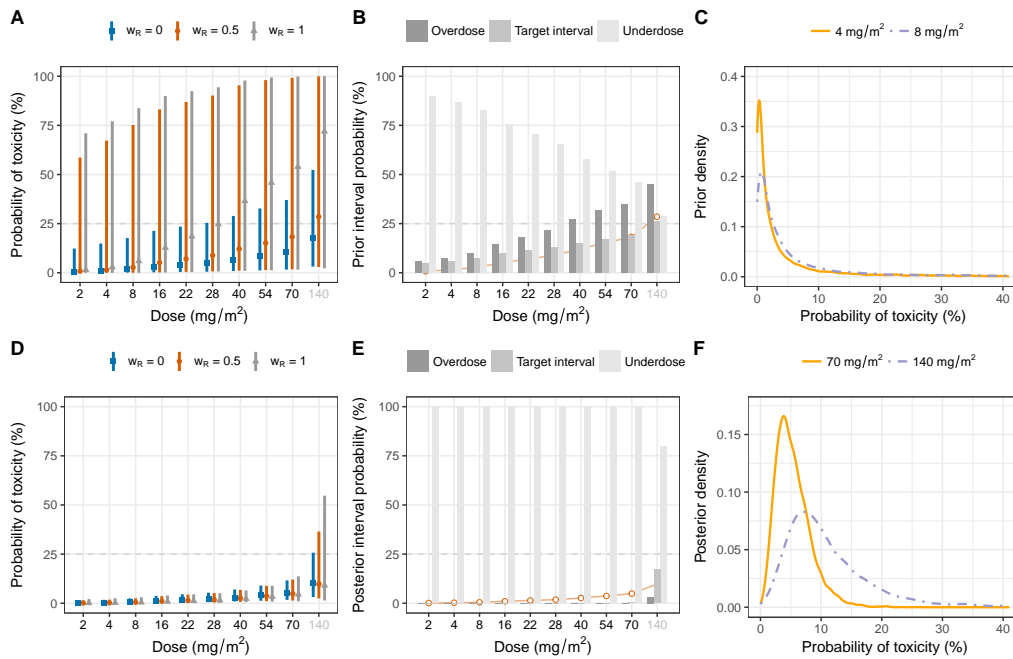 A
w_R = 0 w_R = 0.5 w_R = 1
Probability of toxicity (%)
100
75
50
25
0
2 4 8 16 22 28 40 54 70 140
Dose (mg/m²)
B
Overdose Target interval Underdose
Prior interval probability (%)
100
75
50
25
0
2 4 8 16 22 28 40 54 70 140
Dose (mg/m²)
C
4 mg/m² 8 mg/m²
Prior density
0.4
0.3
0.2
0.1
0.0
0 10 20 30 40
Probability of toxicity (%)
D
w_R = 0 w_R = 0.5 w_R = 1
Probability of toxicity (%)
100
75
50
25
0
2 4 8 16 22 28 40 54 70 140
Dose (mg/m²)
E
Overdose Target interval Underdose
Posterior interval probability (%)
100
75
50
25
0
2 4 8 16 22 28 40 54 70 140
Dose (mg/m²)
F
70 mg/m² 140 mg/m²
Posterior density
0.15
0.10
0.05
0.00
0 10 20 30 40
Probability of toxicity (%)